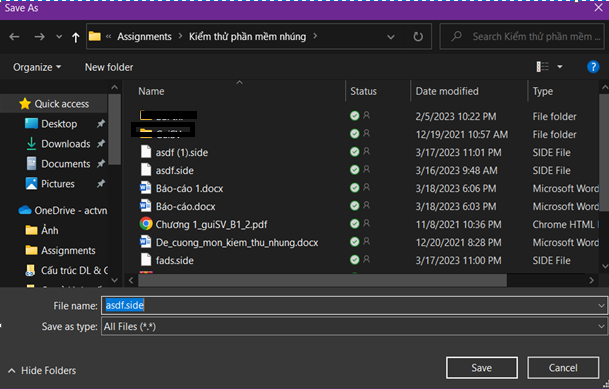 Save As
« Assignments › Kiểm thử phần mềm nhúng ›
Search Kiểm thử phần mềm ...
Organize New folder
Name Status Date modified Type
Quick access
Desktop
Downloads
Documents
Pictures
OneDrive - actvn
Ảnh
Assignments
Cấu trúc DL & G
2/5/2023 10:22 PM File folder
12/19/2021 10:57 AM File folder
asdf (1).side 3/17/2023 11:01 PM SIDE File
asdf.side 3/16/2023 9:48 AM SIDE File
Báo-cáo 1.docx 3/18/2023 6:06 PM Microsoft Word
Báo-cáo.docx 3/18/2023 6:03 PM Microsoft Word
Chương 1_guiSV_B1_2.pdf 11/8/2021 10:36 PM Chrome HTML
De_cuong_mon_kiem_thu_nhung.docx 12/20/2021 8:28 PM Microsoft Word
fads.side 3/17/2023 11:00 PM SIDE File
File name: asdf.side
Save as type: All Files (*.*)
Hide Folders Save Cancel